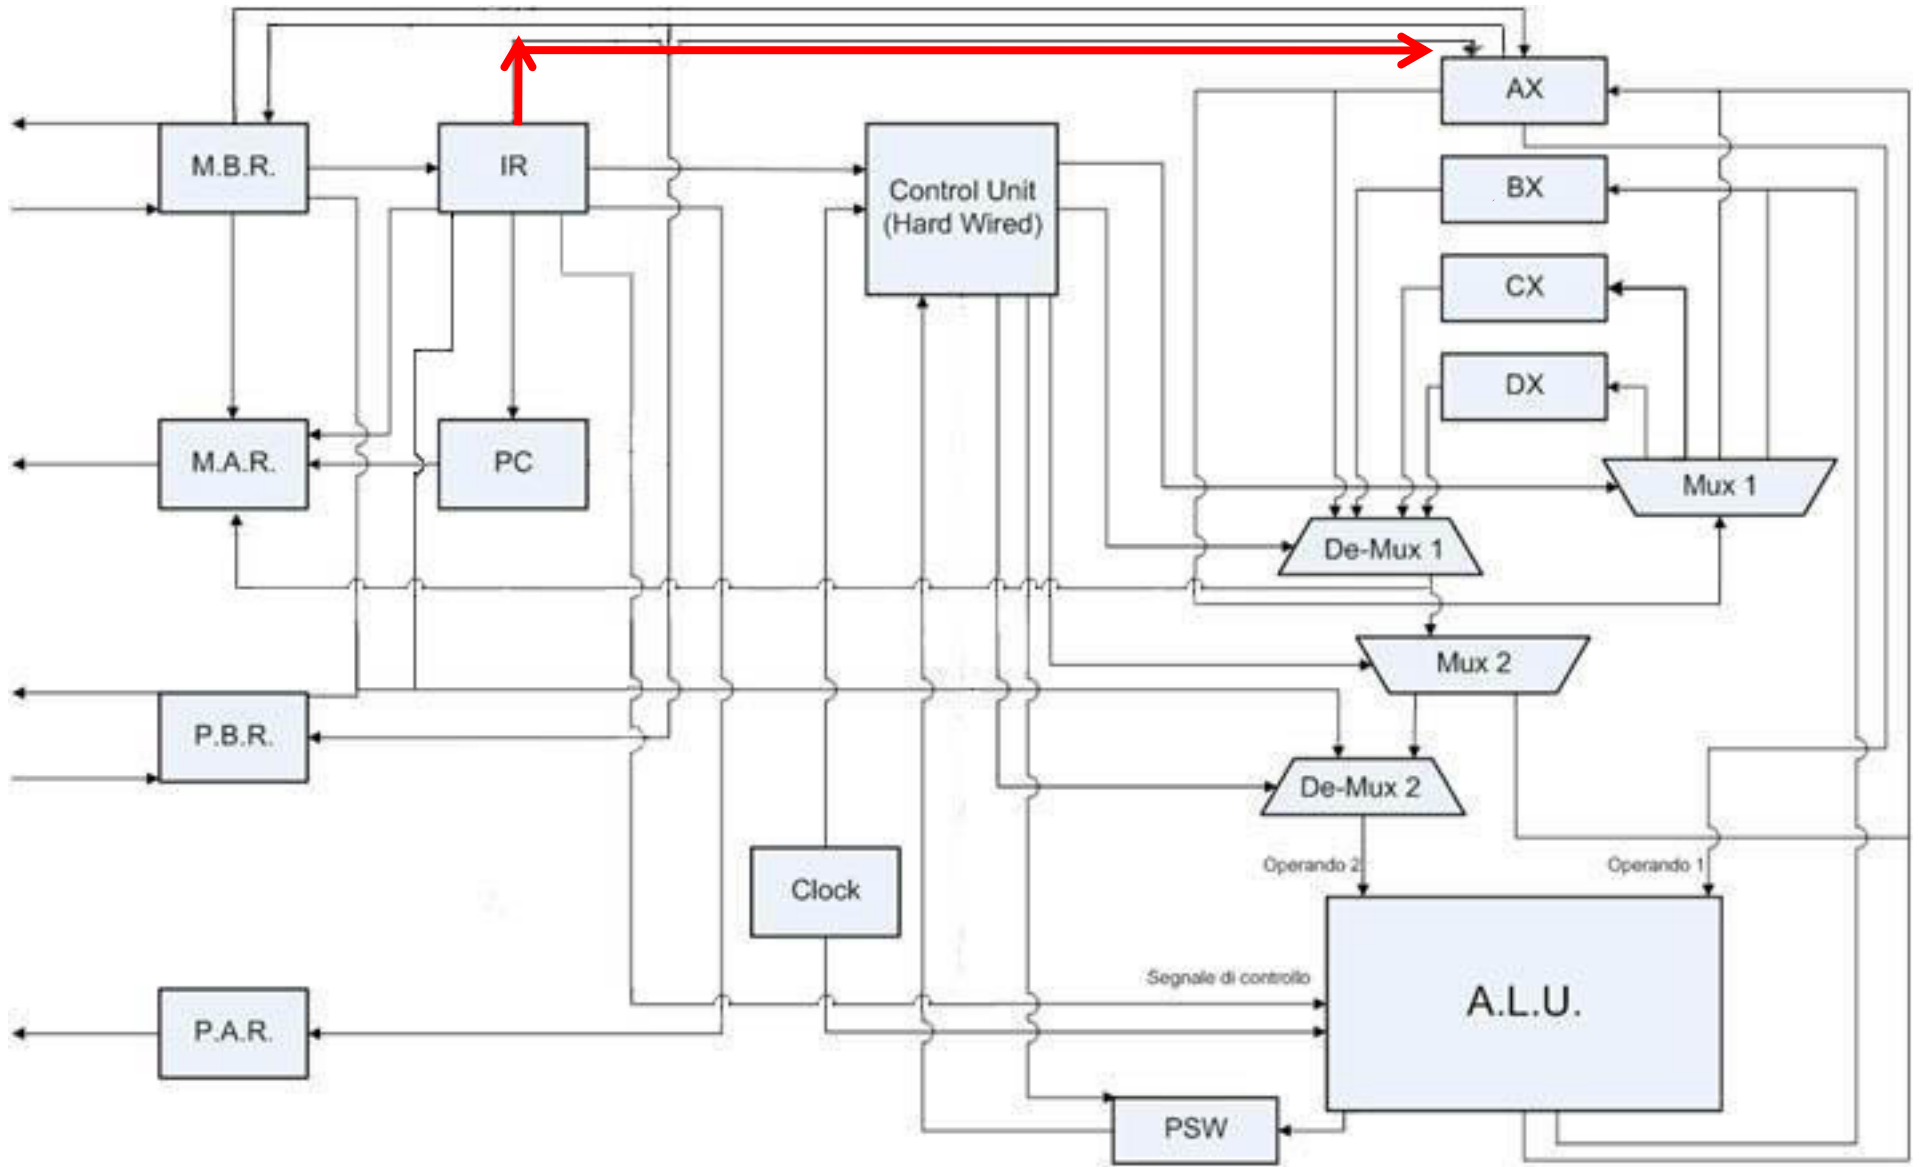 AX
M.B.R.
IR
Control Unit
(Hard Wired)
BX
CX
DX
M.A.R.
PC
Mux 1
De-Mux 1
Mux 2
P.B.R.
De-Mux 2
Operando 2
Operando 1
Clock
Segnale di controllo
A.L.U.
P.A.R.
PSW